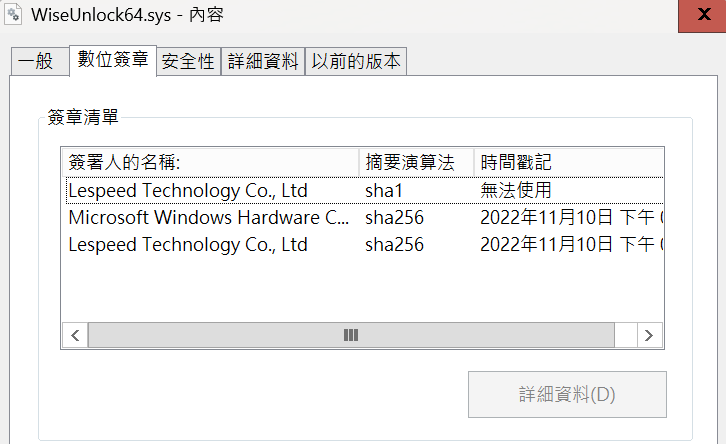 WiseUnlock64.sys - 內容
一般 數位簽章 安全性 詳細資料 以前的版本
簽章清單
簽署人的名稱: 摘要演算法 時間戳記
Lespeed Technology Co., Ltd sha1 無法使用
Microsoft Windows Hardware C... sha256 2022年11月10日 下午
Lespeed Technology Co., Ltd sha256 2022年11月10日 下午
詳細資料(D)